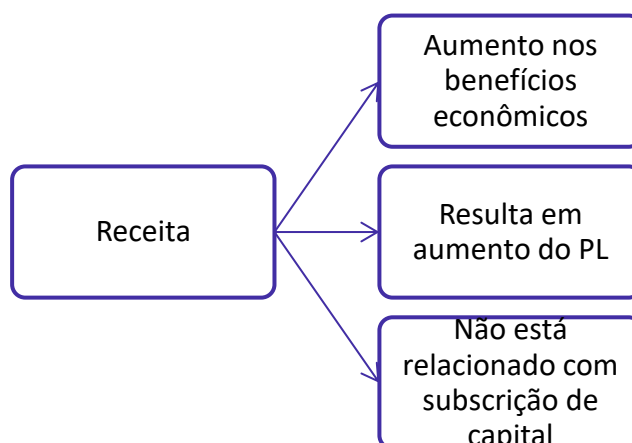 Receita
Aumento nos
benefícios
econômicos
Resulta em
aumento do PL
Não está
relacionado com
subscrição de
capital